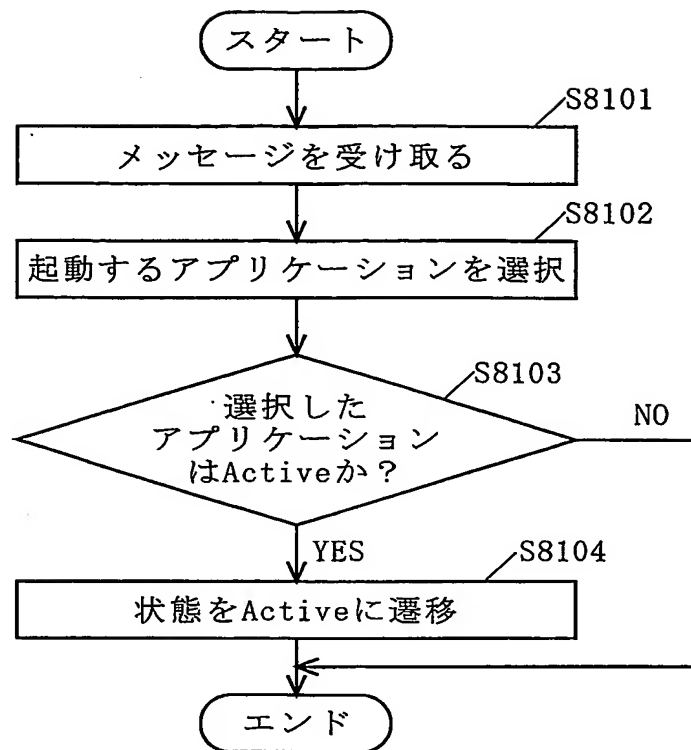 スタート
S8101
メッセージを受け取る
S8102
起動するアプリケーションを選択
S8103
選択した
アプリケーション
はActiveか？
NO
YES
S8104
状態をActiveに遷移
エンド